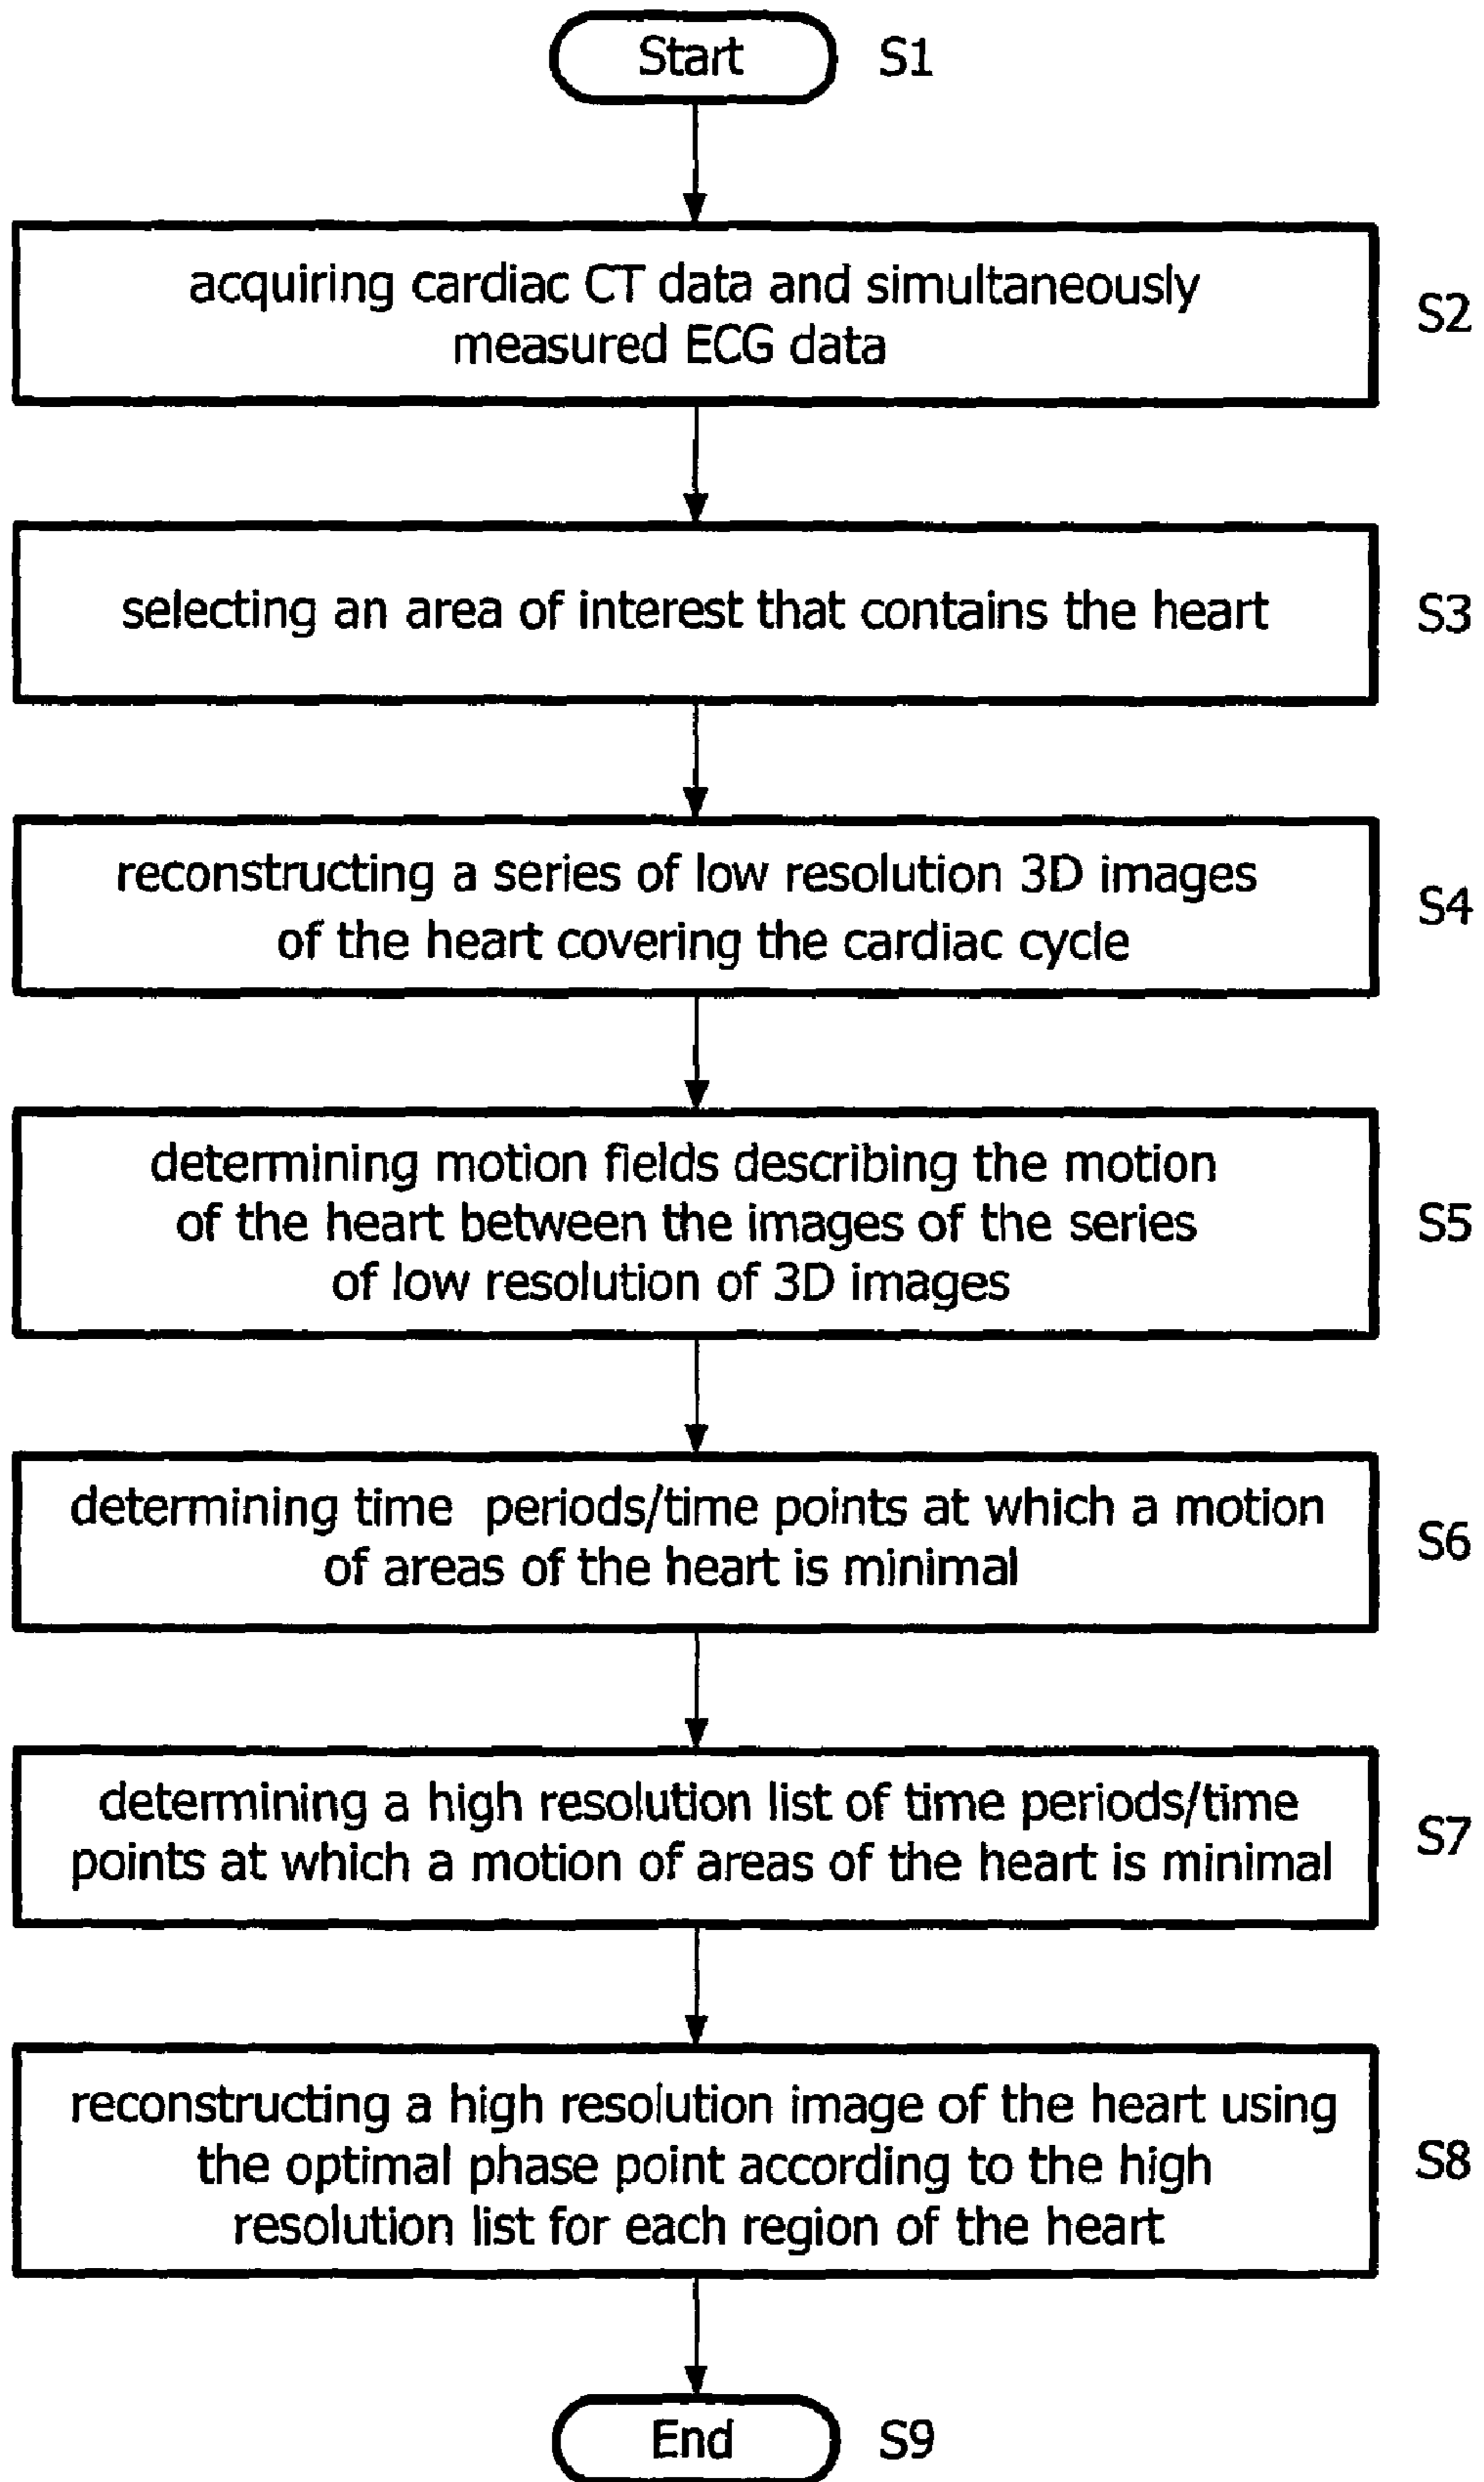 Start S1
acquiring cardiac CT data and simultaneously
measured ECG data
S2
selecting an area of interest that contains the heart
S3
reconstructing a series of low resolution 3D images
of the heart covering the cardiac cycle
S4
determining motion fields describing the motion
of the heart between the images of the series
of low resolution of 3D images
S5
determining time periods/time points at which a motion
of areas of the heart is minimal
S6
determining a high resolution list of time periods/time
points at which a motion of areas of the heart is minimal
S7
reconstructing a high resolution image of the heart using
the optimal phase point according to the high
resolution list for each region of the heart
S8
End S9